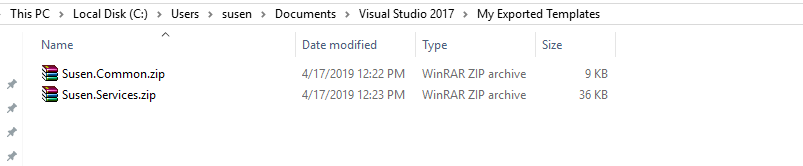 This PC > Local Disk (C:) > Users > susen > Documents > Visual Studio 2017 > My Exported Templates
Name Date modified Type Size
Susen.Common.zip 4/17/2019 12:22 PM WinRAR ZIP archive 9 KB
Susen.Services.zip 4/17/2019 12:23 PM WinRAR ZIP archive 36 KB